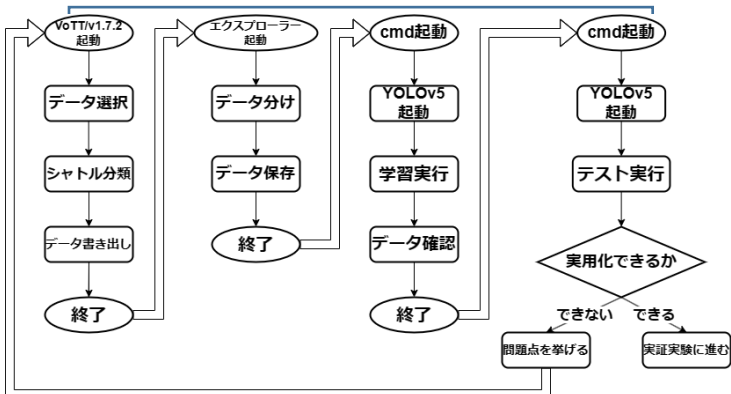 VoTT/v1.7.2
起動
データ選択
シャトル分類
データ書き出し
終了
エクスプローラー
起動
データ分け
データ保存
終了
cmd起動
YOLOv5
起動
学習実行
データ確認
終了
cmd起動
YOLOv5
起動
テスト実行
実用化できるか
できない
できる
問題点を挙げる
実証実験に進む